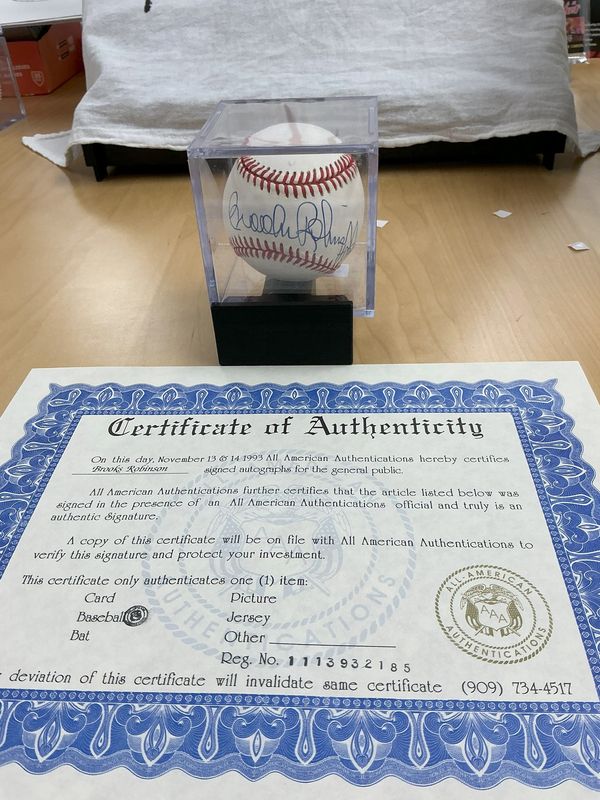 Brooks Robinson
Certificate of Authenticity
On this day, November 13 & 14 1993 All American Authentications hereby certifies
Brooks Robinson signed autographs for the general public.
All American Authentications further certifies that the article listed below was
signed in the presence of an All American Authentications official and truly is an
authentic Signature.
A copy of this certificate will be on file with All American Authentications to
verify this signature and protect your investment.
This certificate only authenticates one (1) item:
Card Picture
Baseball Jersey
Bat Other
Reg. No. 1113932185
deviation of this certificate will invalidate same certificate (909) 734-4517
ALL-AMERICAN
AAA
AUTHENTICATIONS